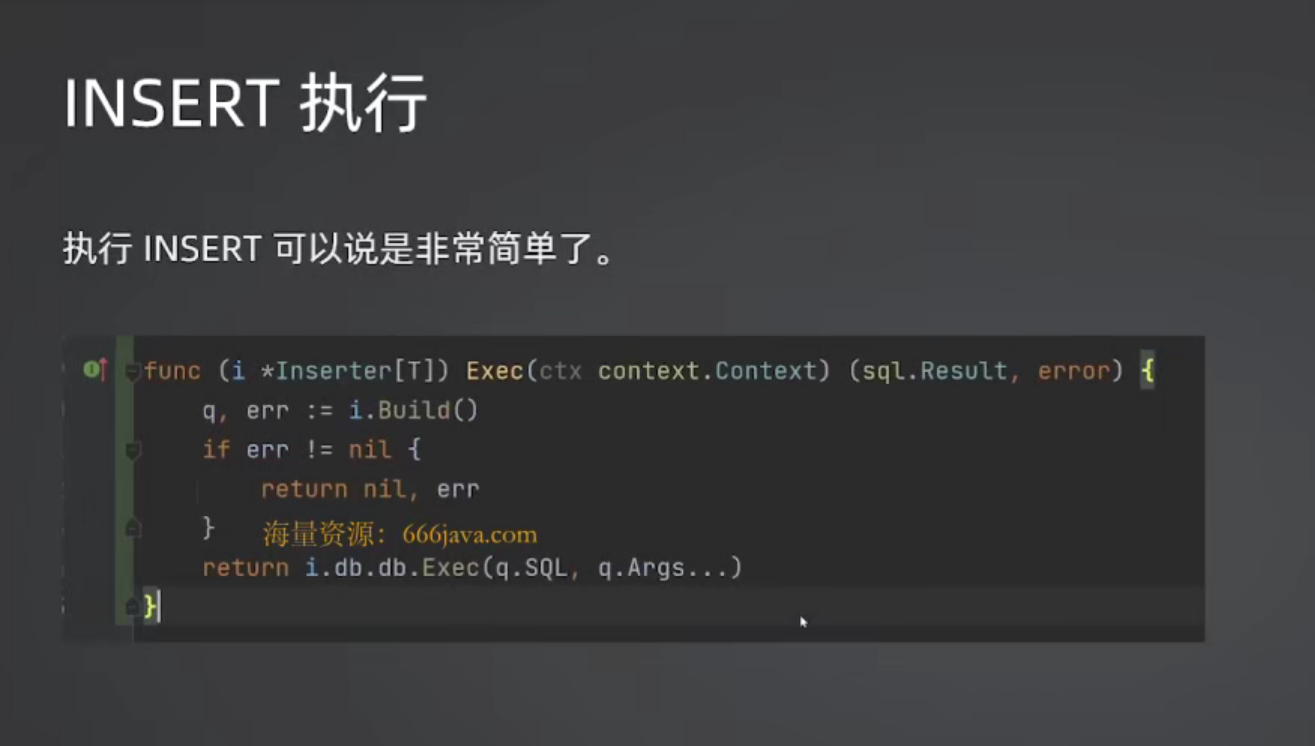 INSERT 执行
执行 INSERT 可以说是非常简单了。
func (i *Inserter[T]) Exec(ctx context.Context) (sql.Result, error) {
    q, err := i.Build()
    if err != nil {
        return nil, err
    }
海量资源：666java.com
    return i.db.db.Exec(q.SQL, q.Args...)
}